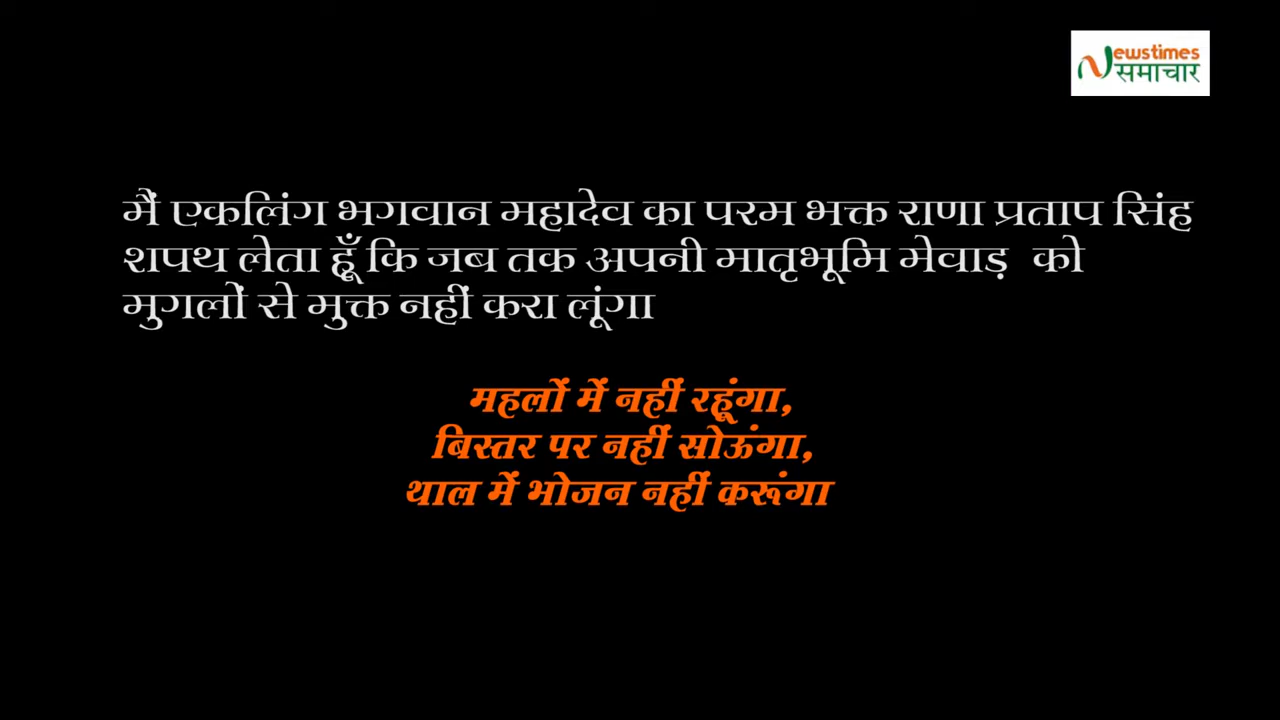 Newstimes
समाचार
मैं एकलिंग भगवान महादेव का परम भक्त राणा प्रताप सिंह
शपथ लेता हूँ कि जब तक अपनी मातृभूमि मेवाड़ को
मुगलों से मुक्त नहीं करा लूंगा
महलों में नहीं रहूंगा,
बिस्तर पर नहीं सोऊंगा,
थाल में भोजन नहीं करूंगा